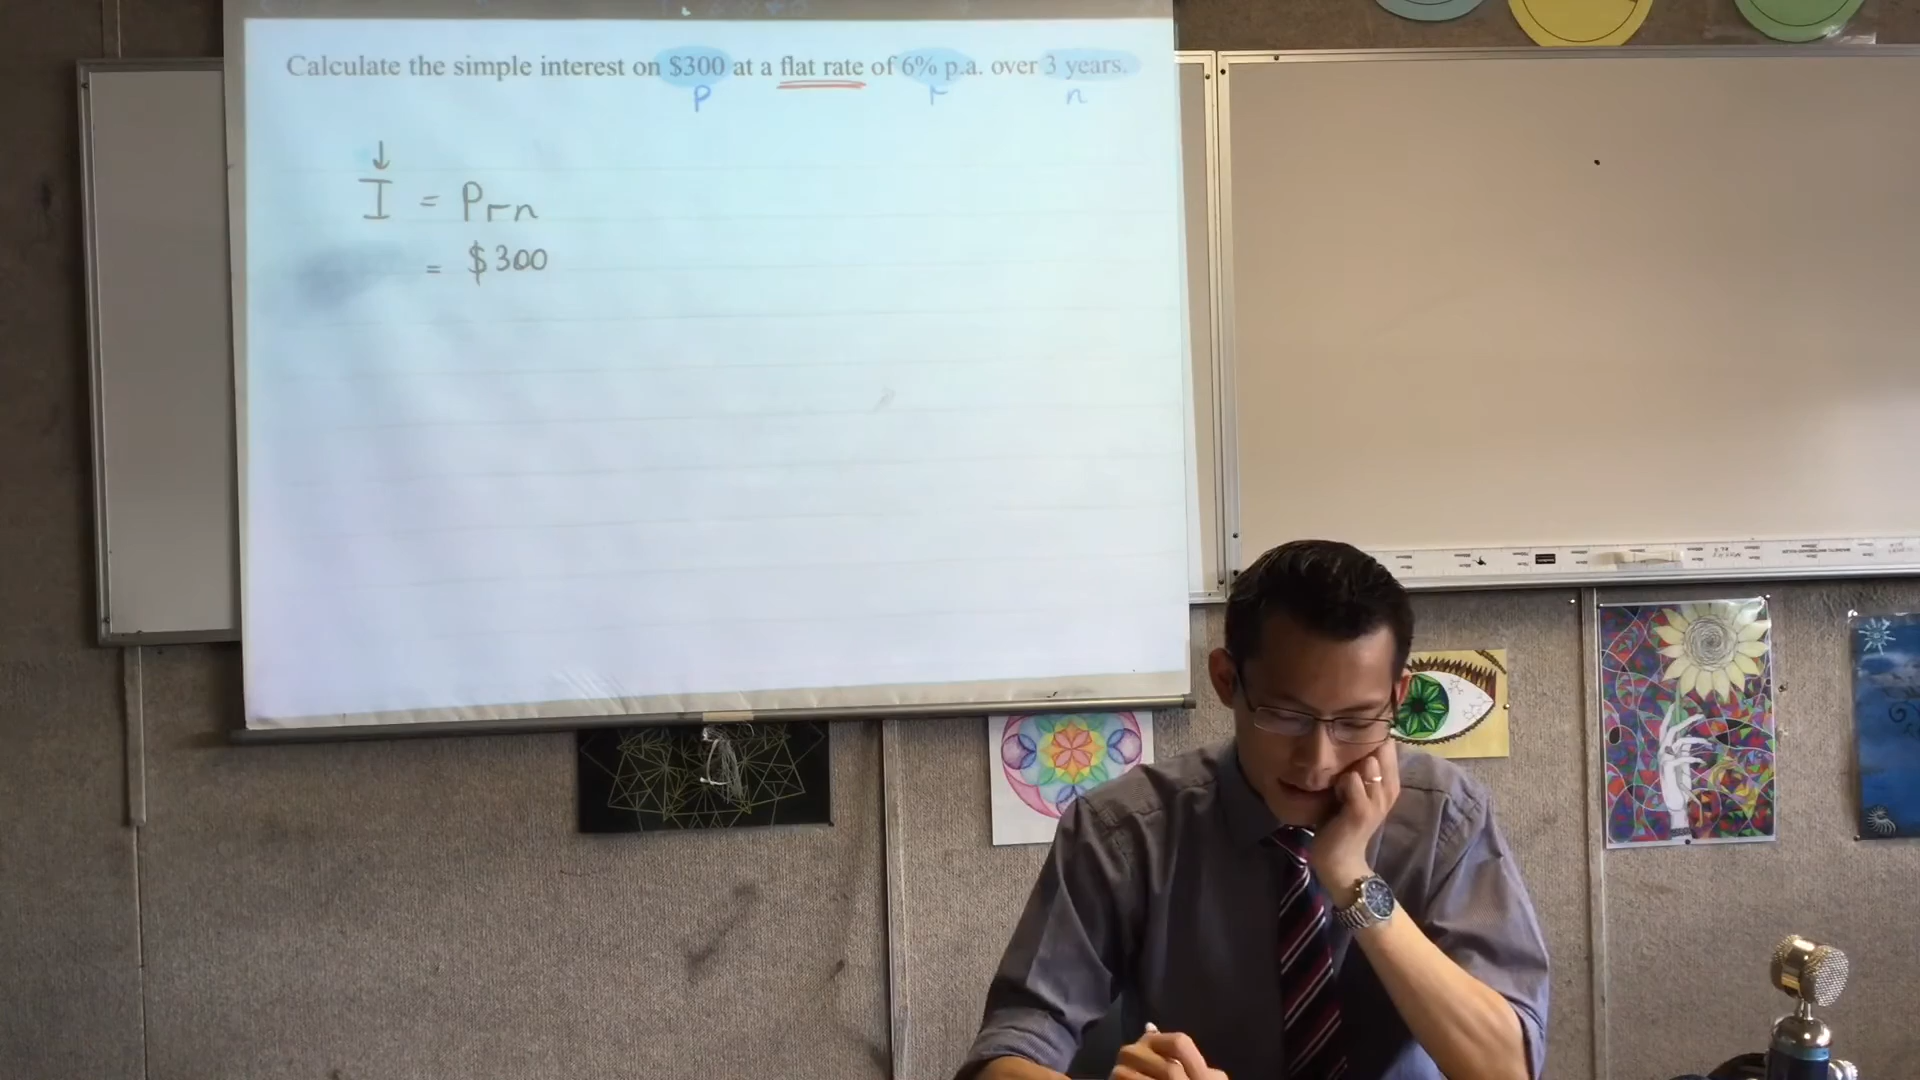 Calculate the simple interest on $300 at a flat rate of 6% p.a. over 3 years.
P r n
I = Prn
= $300